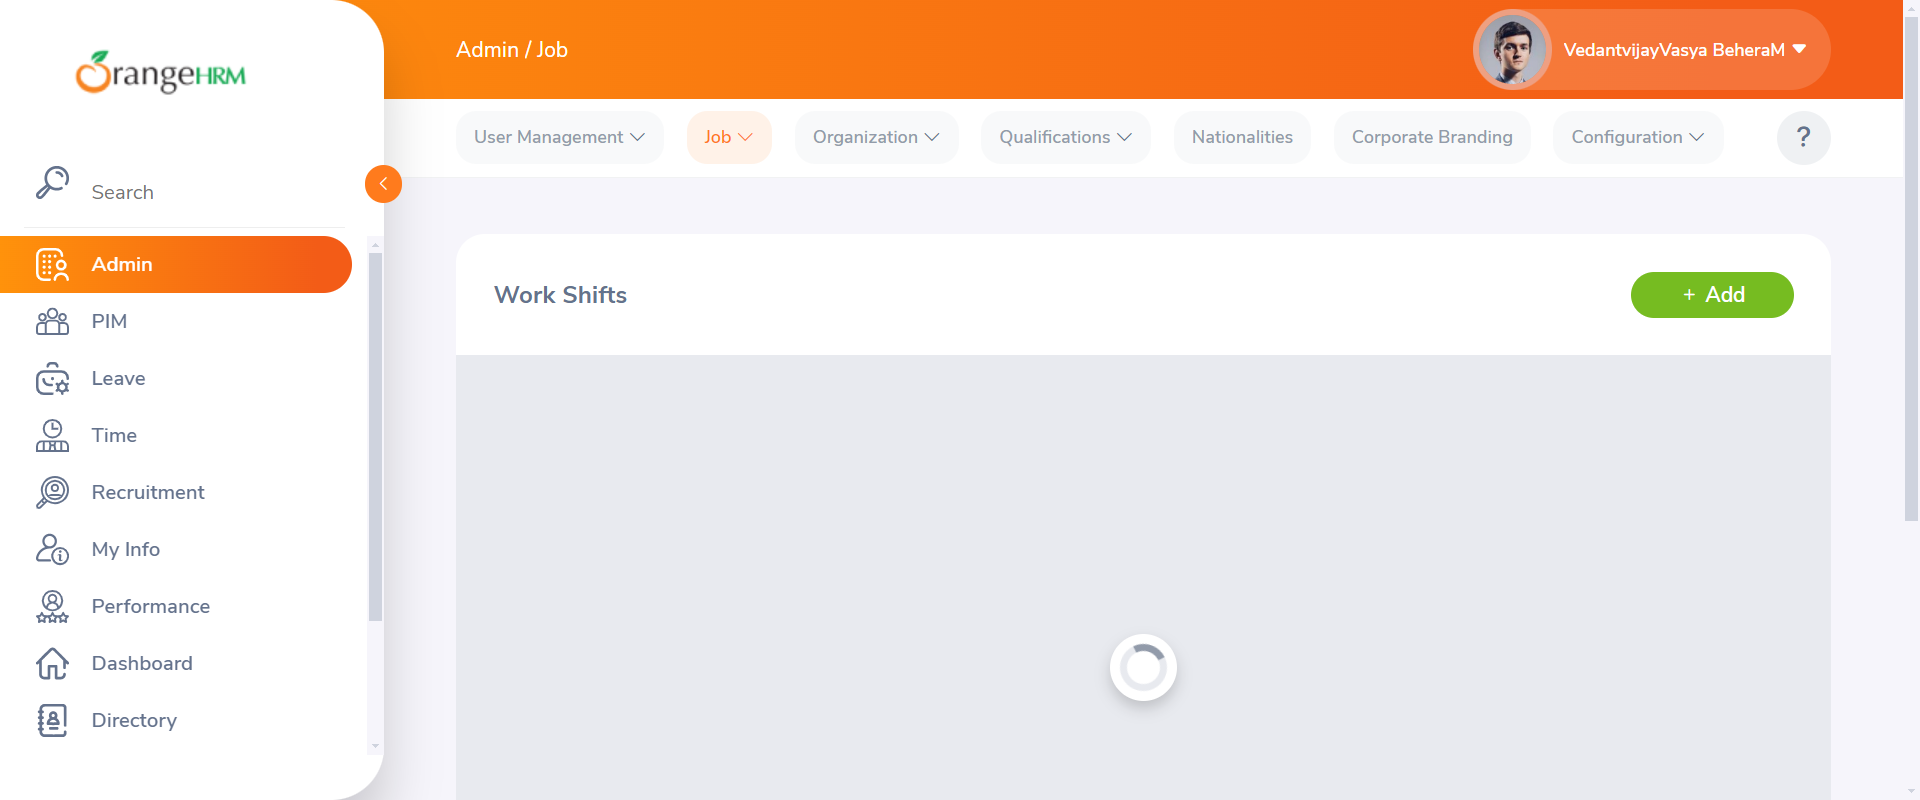 OrangeHRM
Admin / Job
VedantvijayVasya BeheraM
User Management
Job
Organization
Qualifications
Nationalities
Corporate Branding
Configuration
?
Search
Admin
PIM
Leave
Time
Recruitment
My Info
Performance
Dashboard
Directory
Work Shifts
+ Add